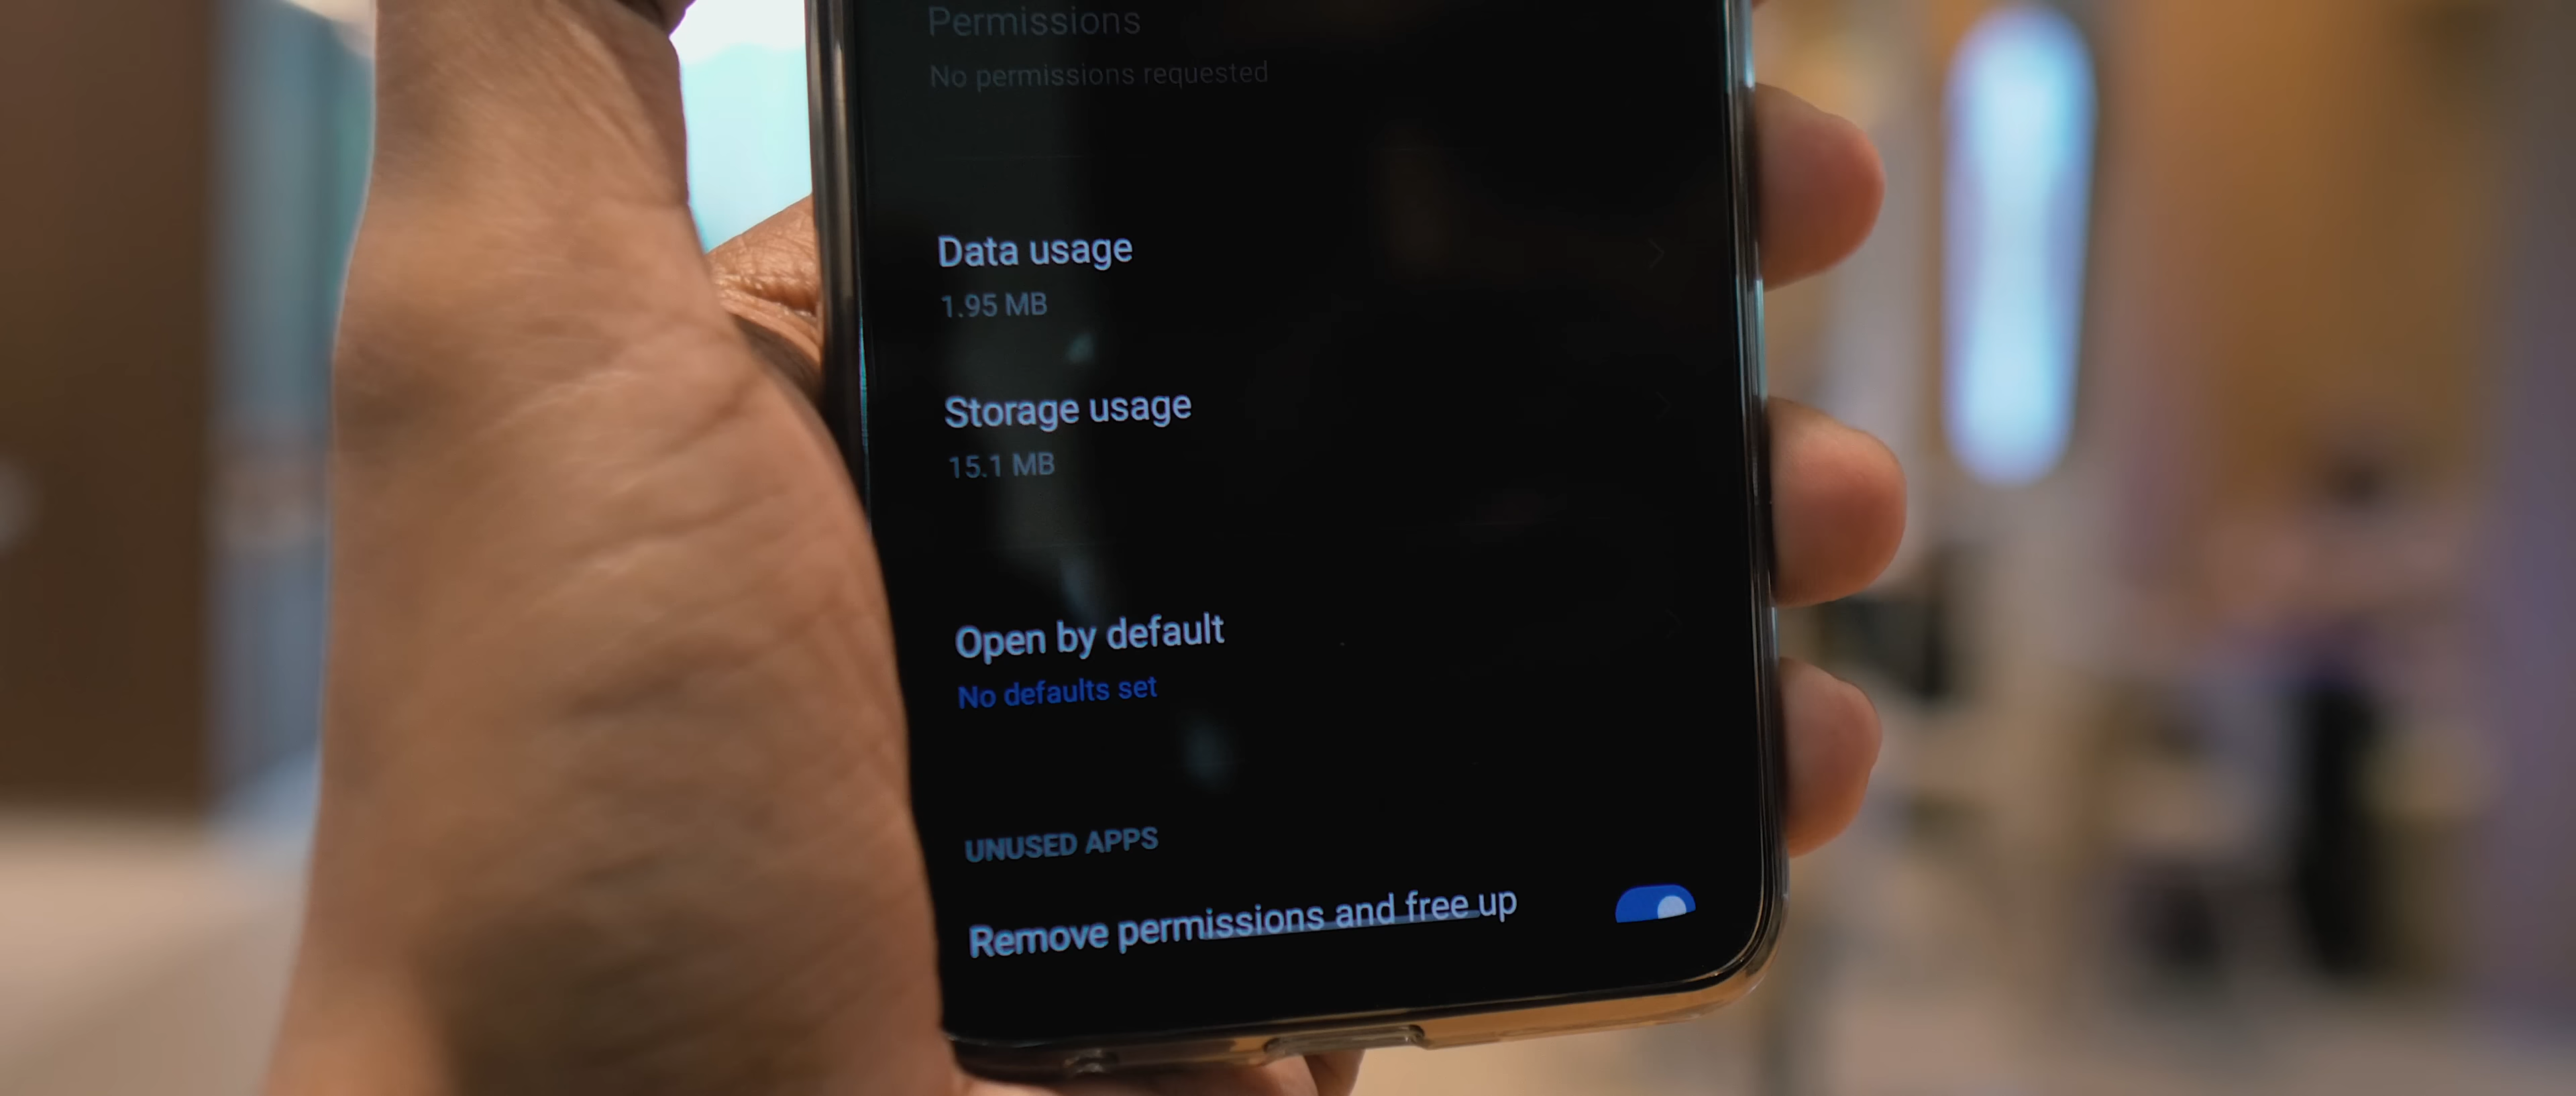 Permissions
No permissions requested
Data usage
1.95 MB
Storage usage
15.1 MB
Open by default
No defaults set
UNUSED APPS
Remove permissions and free up